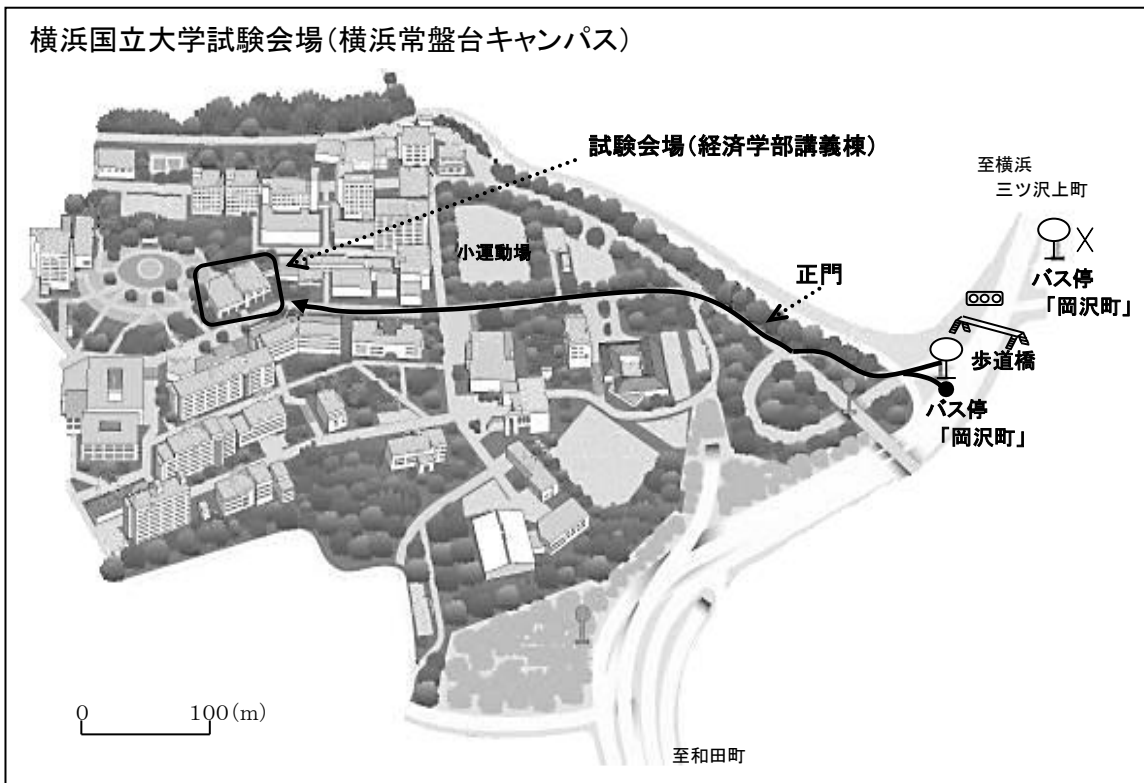 横浜国立大学試験会場(横浜常盤台キャンパス)
試験会場(経済学部講義棟)
至横浜
三ツ沢上町
小運動場
バス停
「岡沢町」
正門
歩道橋
バス停
「岡沢町」
0 100(m)
至和田町